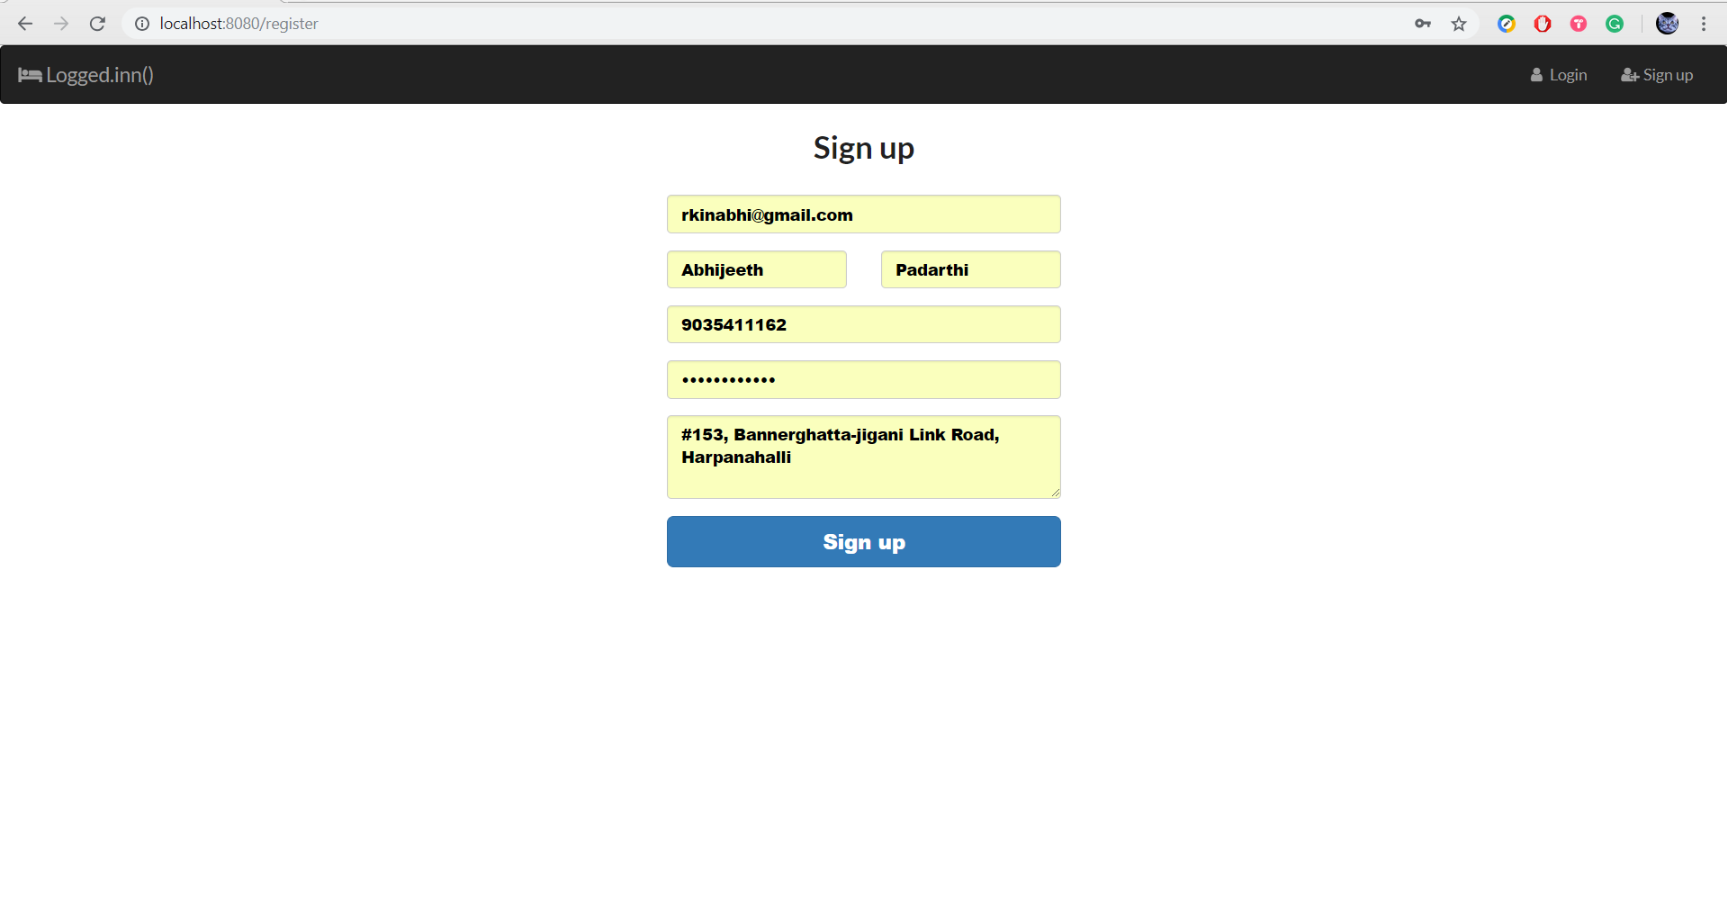 localhost:8080/register
Logged.inn()
Login
Sign up
Sign up
rkinabhi@gmail.com
Abhijeeth
Padarthi
9035411162
••••••••••••
#153, Bannerghatta-jigani Link Road,
Harpanahalli
Sign up